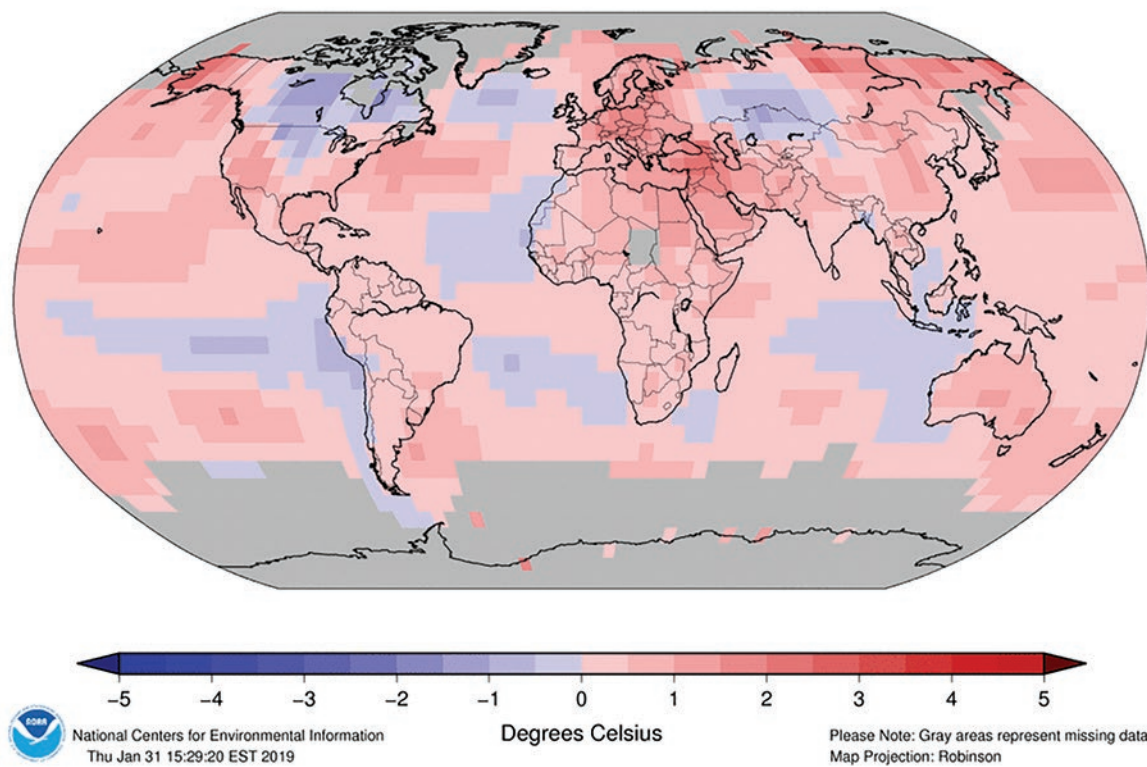 −5
−4
−3
−2
−1
0
1
2
3
4
5
Degrees Celsius
NOAA
National Centers for Environmental Information
Thu Jan 31 15:29:20 EST 2019
Please Note: Gray areas represent missing data
Map Projection: Robinson